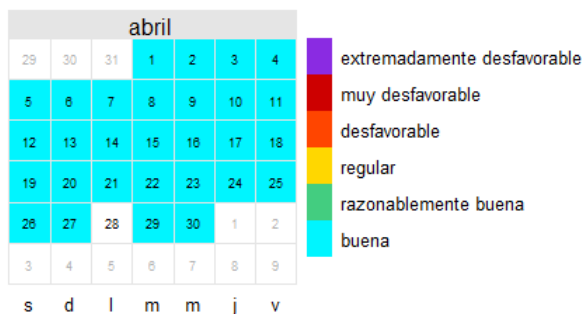 abril
29 30 31 1 2 3 4
5 6 7 8 9 10 11
12 13 14 15 16 17 18
19 20 21 22 23 24 25
26 27 28 29 30 1 2
3 4 5 6 7 8 9
s d l m m j v
extremadamente desfavorable
muy desfavorable
desfavorable
regular
razonablemente buena
buena